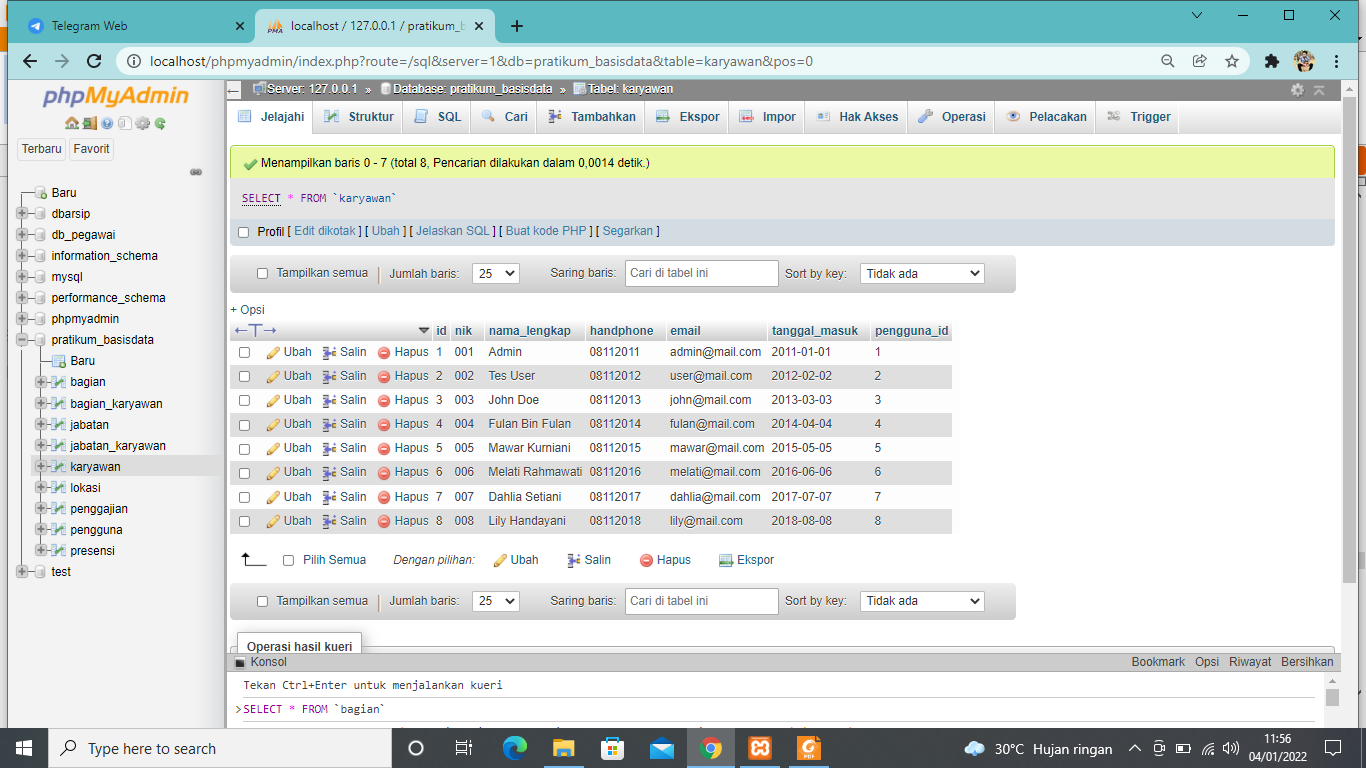 Telegram Web
localhost / 127.0.0.1 / pratikum_b
localhost/phpmyadmin/index.php?route=/sql&server=1&db=pratikum_basisdata&table=karyawan&pos=0
phpMyAdmin
Terbaru Favorit
Baru
dbarsip
db_pegawai
information_schema
mysql
performance_schema
phpmyadmin
pratikum_basisdata
Baru
bagian
bagian_karyawan
jabatan
jabatan_karyawan
karyawan
lokasi
penggajian
pengguna
presensi
test
Server: 127.0.0.1 » Database: pratikum_basisdata » Tabel: karyawan
Jelajahi Struktur SQL Cari Tambahkan Ekspor Impor Hak Akses Operasi Pelacakan Trigger
Menampilkan baris 0 - 7 (total 8, Pencarian dilakukan dalam 0,0014 detik.)
SELECT * FROM `karyawan`
Profil [ Edit dikotak ] [ Ubah ] [ Jelaskan SQL ] [ Buat kode PHP ] [ Segarkan ]
Tampilkan semua | Jumlah baris: 25 Saring baris: Cari di tabel ini Sort by key: Tidak ada
+ Opsi
←T→ id nik nama_lengkap handphone email tanggal_masuk pengguna_id
Ubah Salin Hapus 1 001 Admin 08112011 admin@mail.com 2011-01-01 1
Ubah Salin Hapus 2 002 Tes User 08112012 user@mail.com 2012-02-02 2
Ubah Salin Hapus 3 003 John Doe 08112013 john@mail.com 2013-03-03 3
Ubah Salin Hapus 4 004 Fulan Bin Fulan 08112014 fulan@mail.com 2014-04-04 4
Ubah Salin Hapus 5 005 Mawar Kurniani 08112015 mawar@mail.com 2015-05-05 5
Ubah Salin Hapus 6 006 Melati Rahmawati 08112016 melati@mail.com 2016-06-06 6
Ubah Salin Hapus 7 007 Dahlia Setiani 08112017 dahlia@mail.com 2017-07-07 7
Ubah Salin Hapus 8 008 Lily Handayani 08112018 lily@mail.com 2018-08-08 8
Pilih Semua Dengan pilihan: Ubah Salin Hapus Ekspor
Tampilkan semua | Jumlah baris: 25 Saring baris: Cari di tabel ini Sort by key: Tidak ada
Operasi hasil kueri
Konsol Bookmark Opsi Riwayat Bersihkan
Tekan Ctrl+Enter untuk menjalankan kueri
>SELECT * FROM `bagian`
Type here to search
30°C Hujan ringan
11:56
04/01/2022